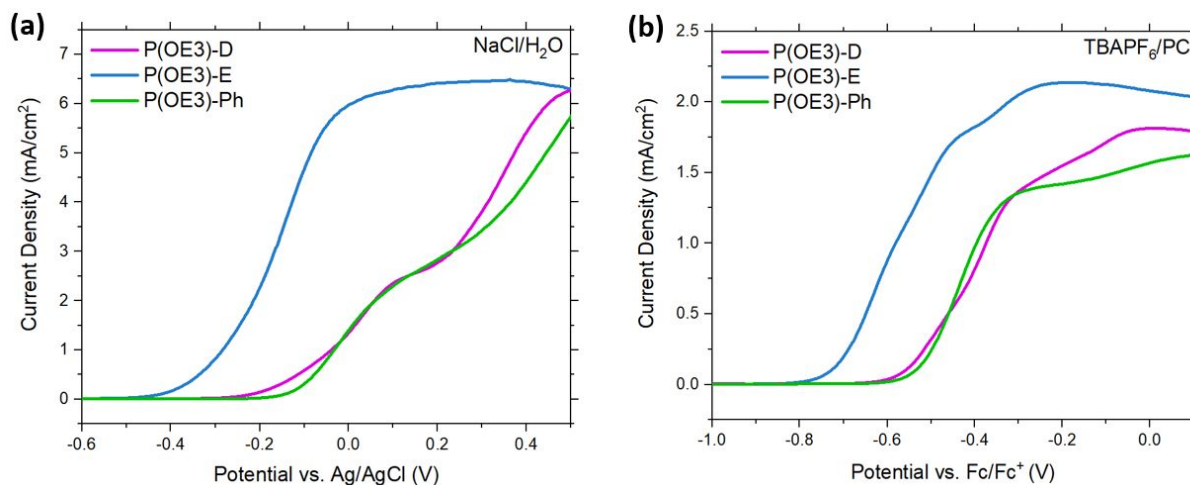 (a)
NaCl/H₂O
P(OE3)-D
P(OE3)-E
P(OE3)-Ph
7
6
5
4
3
2
1
0
Current Density (mA/cm²)
-0.6 -0.4 -0.2 0.0 0.2 0.4
Potential vs. Ag/AgCl (V)
(b)
TBAPF₆/PC
P(OE3)-D
P(OE3)-E
P(OE3)-Ph
2.5
2.0
1.5
1.0
0.5
0.0
Current Density (mA/cm²)
-1.0 -0.8 -0.6 -0.4 -0.2 0.0
Potential vs. Fc/Fc⁺ (V)